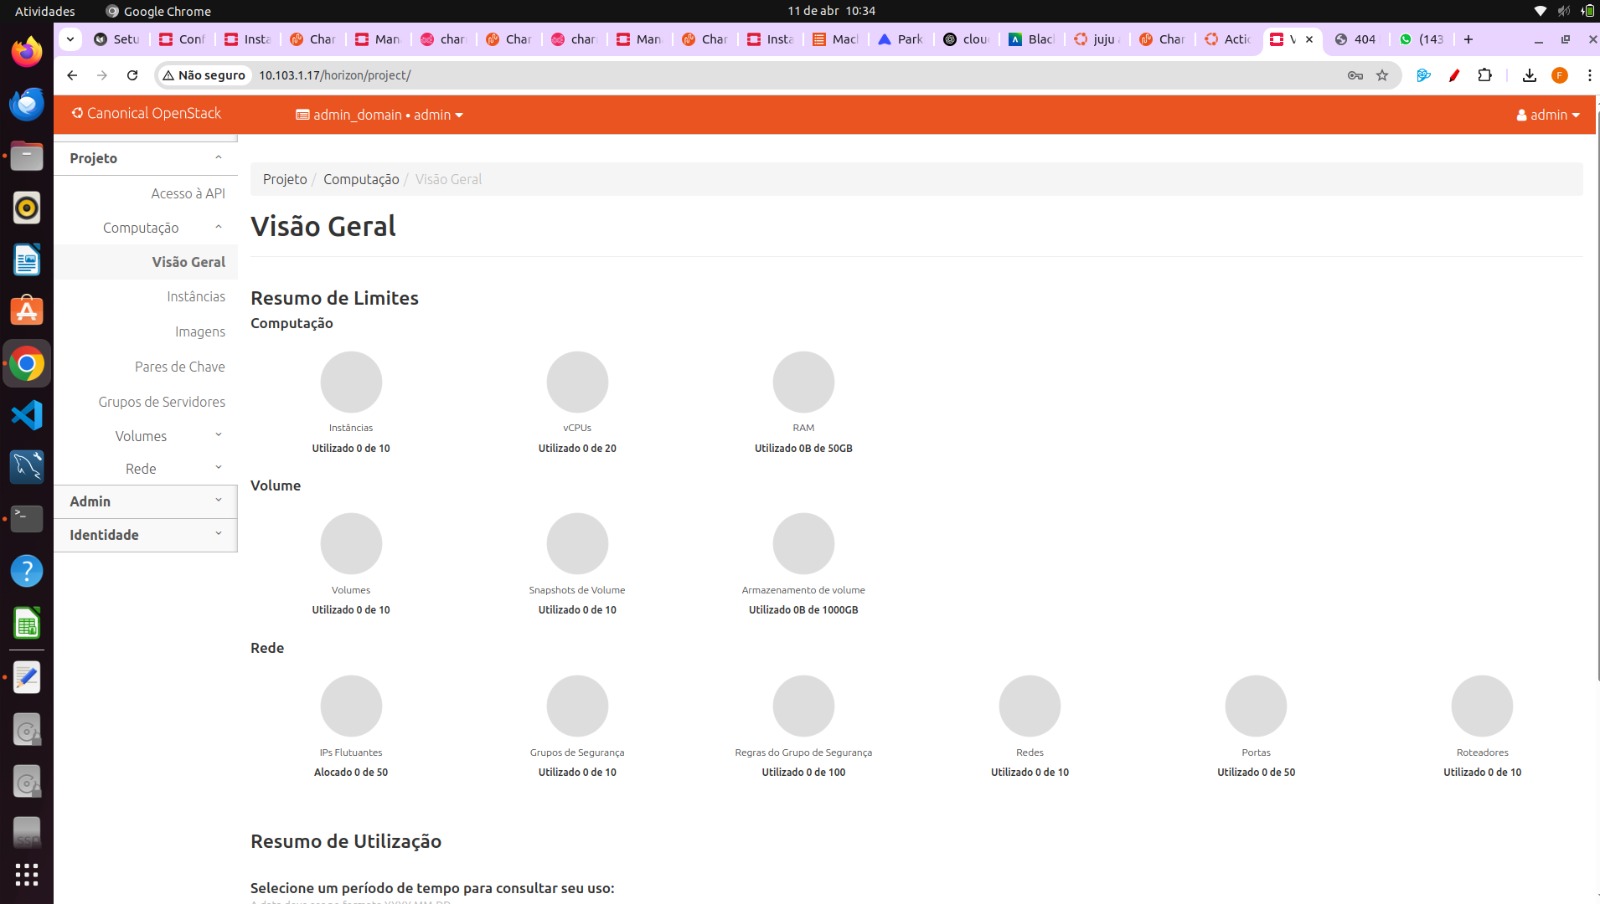 Atividades
Google Chrome
11 de abr 10:34
Setu
Conf
Insta
Char
Man
char
Char
char
Man
Char
Insta
Macl
Park
clou
Blac
juju
Char
Actic
V
404
(143
Não seguro
10.103.1.17/horizon/project/
F
Canonical OpenStack
admin_domain • admin
admin
Projeto
Acesso à API
Computação
Visão Geral
Instâncias
Imagens
Pares de Chave
Grupos de Servidores
Volumes
Rede
Admin
Identidade
Projeto / Computação / Visão Geral
Visão Geral
Resumo de Limites
Computação
Instâncias
Utilizado 0 de 10
vCPUs
Utilizado 0 de 20
RAM
Utilizado 0B de 50GB
Volume
Volumes
Utilizado 0 de 10
Snapshots de Volume
Utilizado 0 de 10
Armazenamento de volume
Utilizado 0B de 1000GB
Rede
IPs Flutuantes
Alocado 0 de 50
Grupos de Segurança
Utilizado 0 de 10
Regras do Grupo de Segurança
Utilizado 0 de 100
Redes
Utilizado 0 de 10
Portas
Utilizado 0 de 50
Roteadores
Utilizado 0 de 10
Resumo de Utilização
Selecione um período de tempo para consultar seu uso: